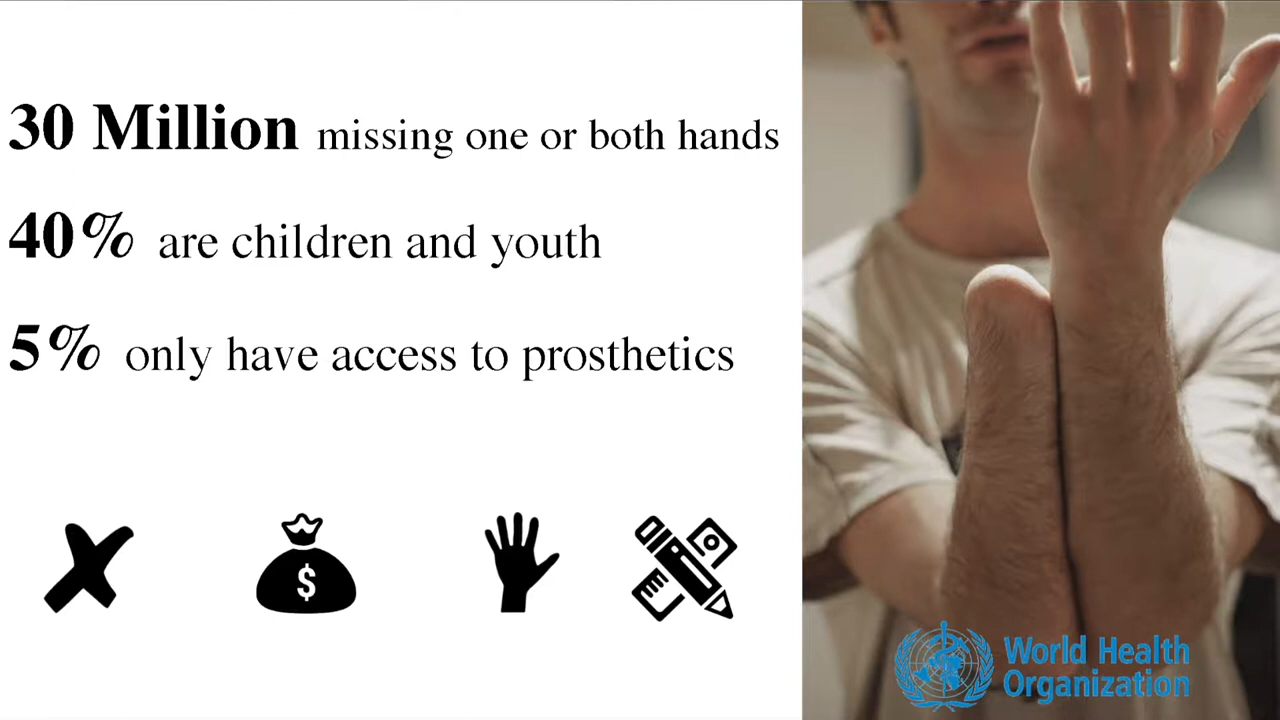 30 Million missing one or both hands
40% are children and youth
5% only have access to prosthetics
$
World Health
Organization